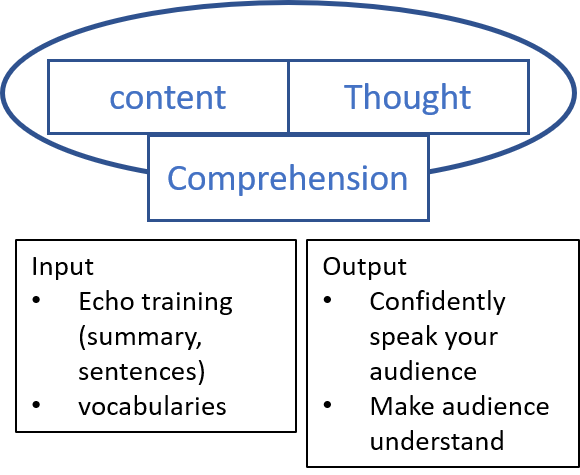 content
Thought
Comprehension
Input
• Echo training
(summary,
sentences)
• vocabularies
Output
• Confidently
speak your
audience
• Make audience
understand